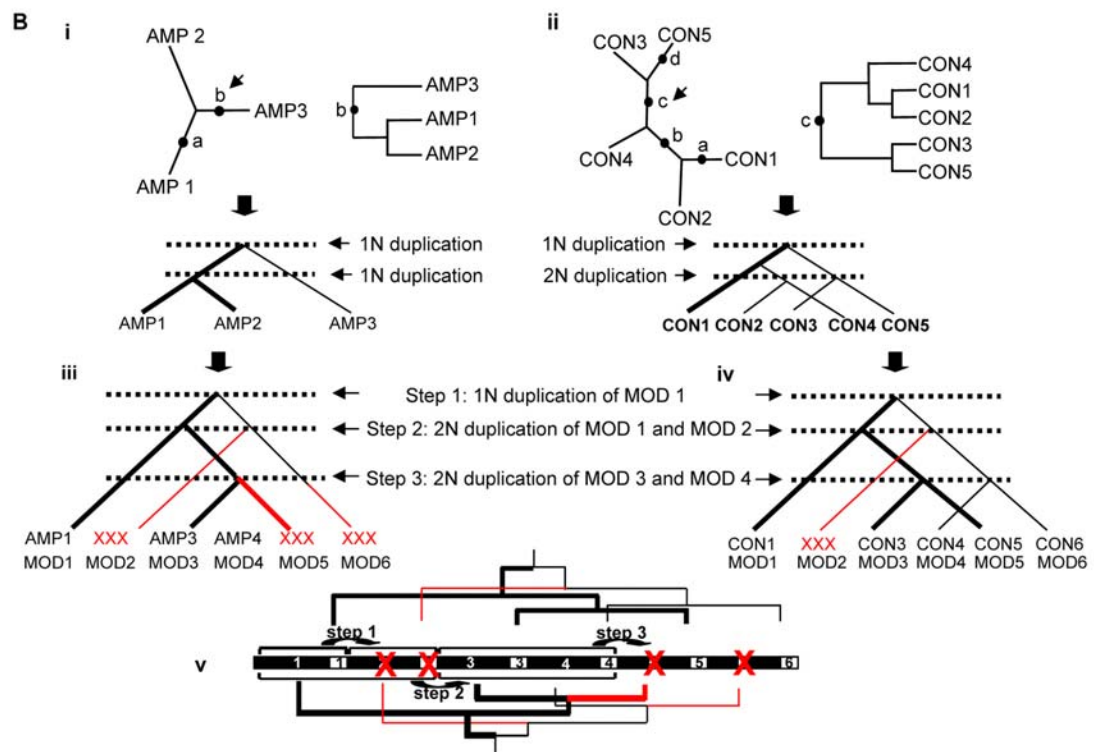 B
i
AMP 2
b
AMP3
a
AMP 1
b
AMP3
AMP1
AMP2
ii
CON3
CON5
d
c
CON4
b
a
CON1
CON2
c
CON4
CON1
CON2
CON3
CON5
1N duplication
1N duplication
AMP1 AMP2 AMP3
1N duplication
2N duplication
CON1 CON2 CON3 CON4 CON5
iii
iv
Step 1: 1N duplication of MOD 1
Step 2: 2N duplication of MOD 1 and MOD 2
Step 3: 2N duplication of MOD 3 and MOD 4
AMP1 XXX AMP3 AMP4 XXX XXX
MOD1 MOD2 MOD3 MOD4 MOD5 MOD6
CON1 XXX CON3 CON4 CON5 CON6
MOD1 MOD2 MOD3 MOD4 MOD5 MOD6
step 1
step 3
v
1 1 X X 3 3 4 4 X 5 X 6
step 2